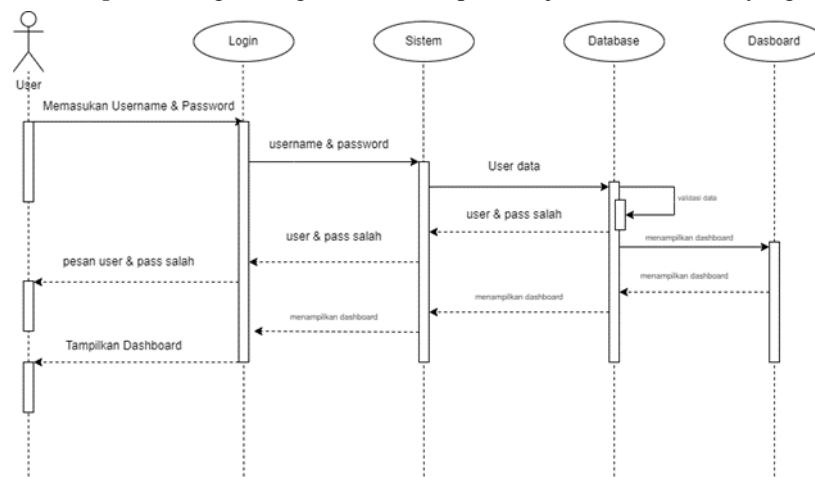 Login
Sistem
Database
Dasboard
User
Memasukan Username & Password
username & password
User data
validasi data
user & pass salah
user & pass salah
menampilkan dashboard
pesan user & pass salah
menampilkan dashboard
menampilkan dashboard
menampilkan dashboard
Tampilkan Dashboard